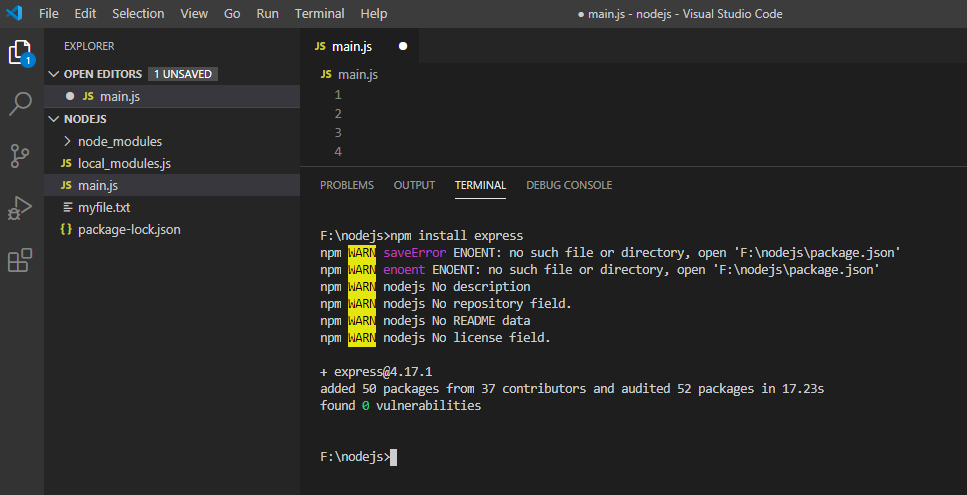 File Edit Selection View Go Run Terminal Help ● main.js - nodejs - Visual Studio Code
EXPLORER
OPEN EDITORS 1 UNSAVED
● JS main.js
NODEJS
node_modules
JS local_modules.js
JS main.js
myfile.txt
{} package-lock.json
1
JS main.js ●
JS main.js
1
2
3
4
PROBLEMS OUTPUT TERMINAL DEBUG CONSOLE
F:\nodejs>npm install express
npm WARN saveError ENOENT: no such file or directory, open 'F:\nodejs\package.json'
npm WARN enoent ENOENT: no such file or directory, open 'F:\nodejs\package.json'
npm WARN nodejs No description
npm WARN nodejs No repository field.
npm WARN nodejs No README data
npm WARN nodejs No license field.
+ express@4.17.1
added 50 packages from 37 contributors and audited 52 packages in 17.23s
found 0 vulnerabilities
F:\nodejs>